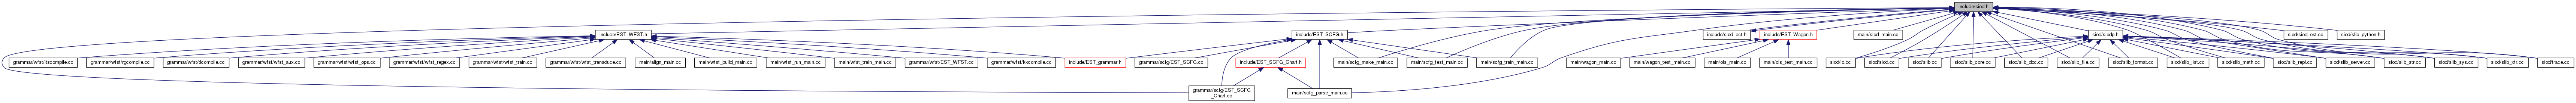 include/siod.h
include/EST_WFST.h
include/EST_SCFG.h
include/siod_est.h
include/EST_Wagon.h
main/siod_main.cc
siod/siodp.h
siod/siod_est.cc
siod/slib_python.h
grammar/wfst/ltscompile.cc
grammar/wfst/rgcompile.cc
grammar/wfst/tlcompile.cc
grammar/wfst/wfst_aux.cc
grammar/wfst/wfst_ops.cc
grammar/wfst/wfst_regex.cc
grammar/wfst/wfst_train.cc
grammar/wfst/wfst_transduce.cc
main/align_main.cc
main/wfst_build_main.cc
main/wfst_run_main.cc
main/wfst_train_main.cc
grammar/wfst/EST_WFST.cc
grammar/wfst/kkcompile.cc
include/EST_grammar.h
grammar/scfg/EST_SCFG.cc
include/EST_SCFG_Chart.h
main/scfg_make_main.cc
main/scfg_test_main.cc
main/scfg_train_main.cc
main/wagon_main.cc
main/wagon_test_main.cc
main/ols_main.cc
main/ols_test_main.cc
siod/io.cc
siod/siod.cc
siod/slib.cc
siod/slib_core.cc
siod/slib_doc.cc
siod/slib_file.cc
siod/slib_format.cc
siod/slib_list.cc
siod/slib_math.cc
siod/slib_repl.cc
siod/slib_server.cc
siod/slib_str.cc
siod/slib_sys.cc
siod/slib_xtr.cc
siod/trace.cc
grammar/scfg/EST_SCFG
_Chart.cc
main/scfg_parse_main.cc